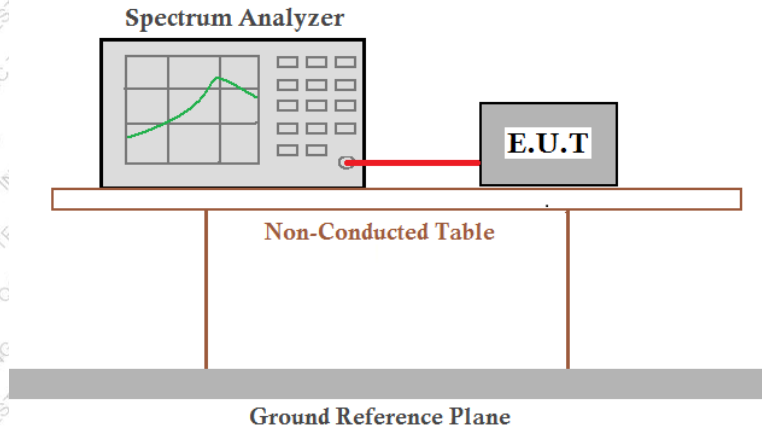 Spectrum Analyzer
E.U.T
Non-Conducted Table
Ground Reference Plane